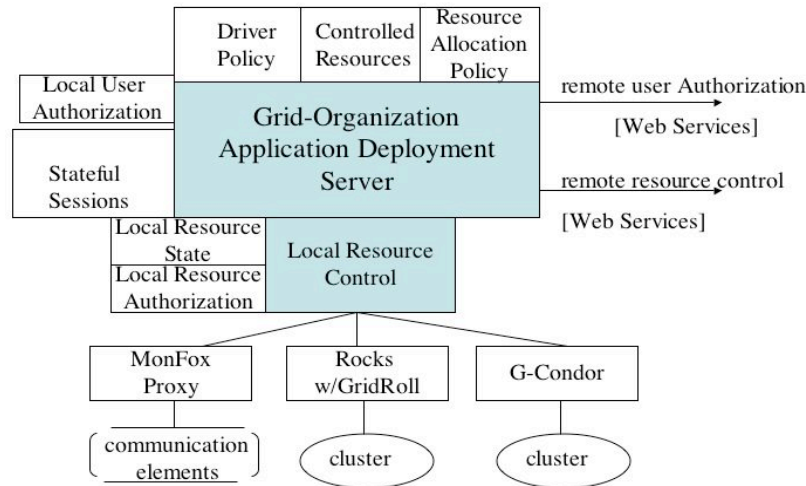 Driver
Policy
Controlled
Resources
Resource
Allocation
Policy
Local User
Authorization
Grid-Organization
Application Deployment
Server
remote user Authorization
[Web Services]
Stateful
Sessions
remote resource control
[Web Services]
Local Resource
State
Local Resource
Authorization
Local Resource
Control
MonFox
Proxy
Rocks
w/GridRoll
G-Condor
communication
elements
cluster
cluster